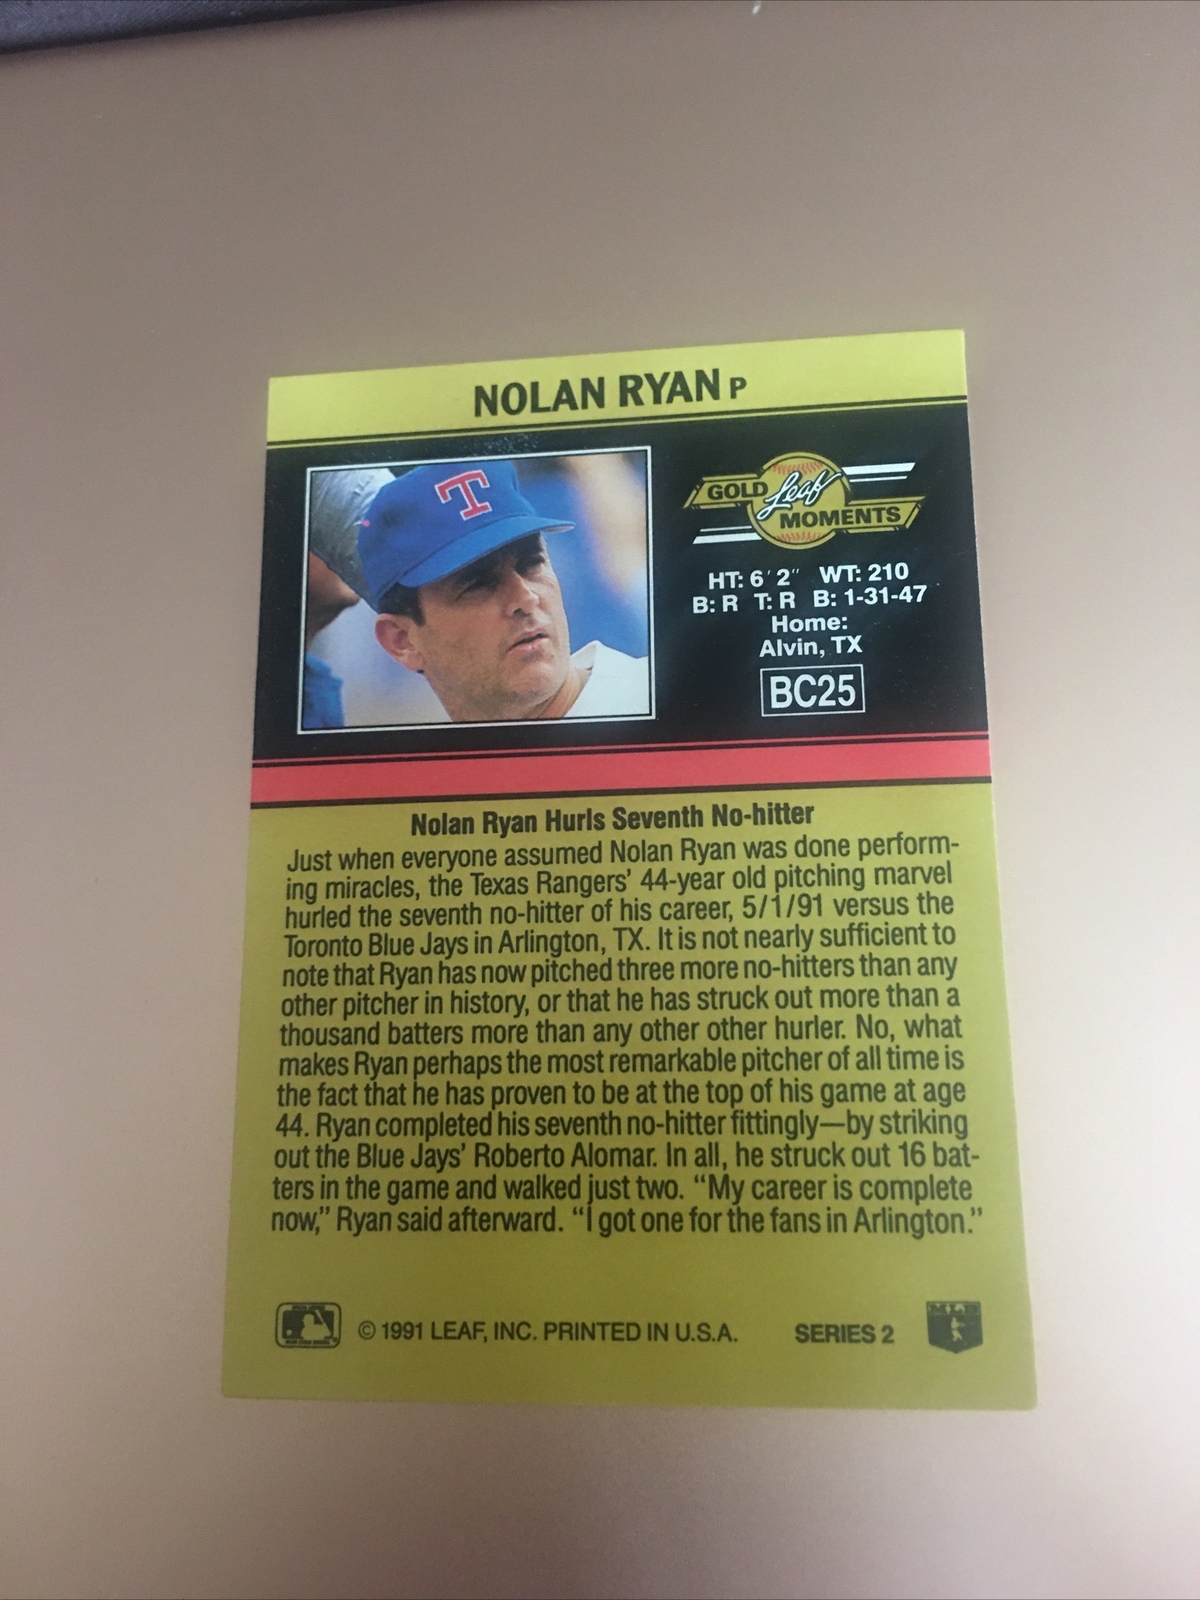 NOLAN RYAN P
T
GOLD Leaf MOMENTS
HT: 6' 2" WT: 210
B: R T: R B: 1-31-47
Home:
Alvin, TX
BC25
Nolan Ryan Hurls Seventh No-hitter
Just when everyone assumed Nolan Ryan was done perform-
ing miracles, the Texas Rangers' 44-year old pitching marvel
hurled the seventh no-hitter of his career, 5/1/91 versus the
Toronto Blue Jays in Arlington, TX. It is not nearly sufficient to
note that Ryan has now pitched three more no-hitters than any
other pitcher in history, or that he has struck out more than a
thousand batters more than any other other hurler. No, what
makes Ryan perhaps the most remarkable pitcher of all time is
the fact that he has proven to be at the top of his game at age
44. Ryan completed his seventh no-hitter fittingly—by striking
out the Blue Jays' Roberto Alomar. In all, he struck out 16 bat-
ters in the game and walked just two. “My career is complete
now,” Ryan said afterward. “I got one for the fans in Arlington.”
© 1991 LEAF, INC. PRINTED IN U.S.A. SERIES 2